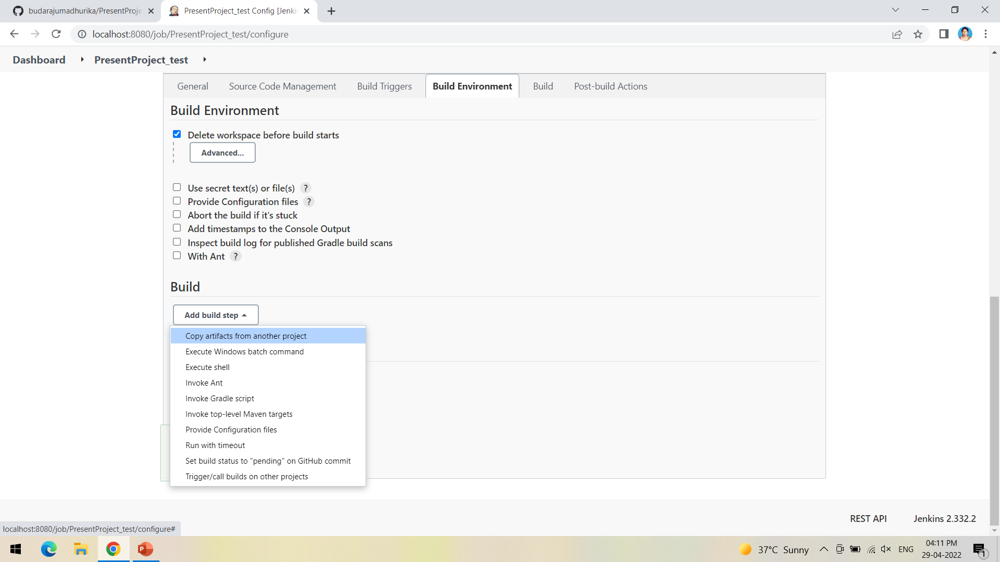 budarajumadhurika/PresentProje
PresentProject_test Config [Jenki
localhost:8080/job/PresentProject_test/configure
Dashboard
PresentProject_test
General
Source Code Management
Build Triggers
Build Environment
Build
Post-build Actions
Build Environment
Delete workspace before build starts
Advanced...
Use secret text(s) or file(s) ?
Provide Configuration files ?
Abort the build if it's stuck
Add timestamps to the Console Output
Inspect build log for published Gradle build scans
With Ant ?
Build
Add build step
Copy artifacts from another project
Execute Windows batch command
Execute shell
Invoke Ant
Invoke Gradle script
Invoke top-level Maven targets
Provide Configuration files
Run with timeout
Set build status to "pending" on GitHub commit
Trigger/call builds on other projects
REST API
Jenkins 2.332.2
localhost:8080/job/PresentProject_test/configure#
37°C Sunny
ENG
04:11 PM
29-04-2022
1